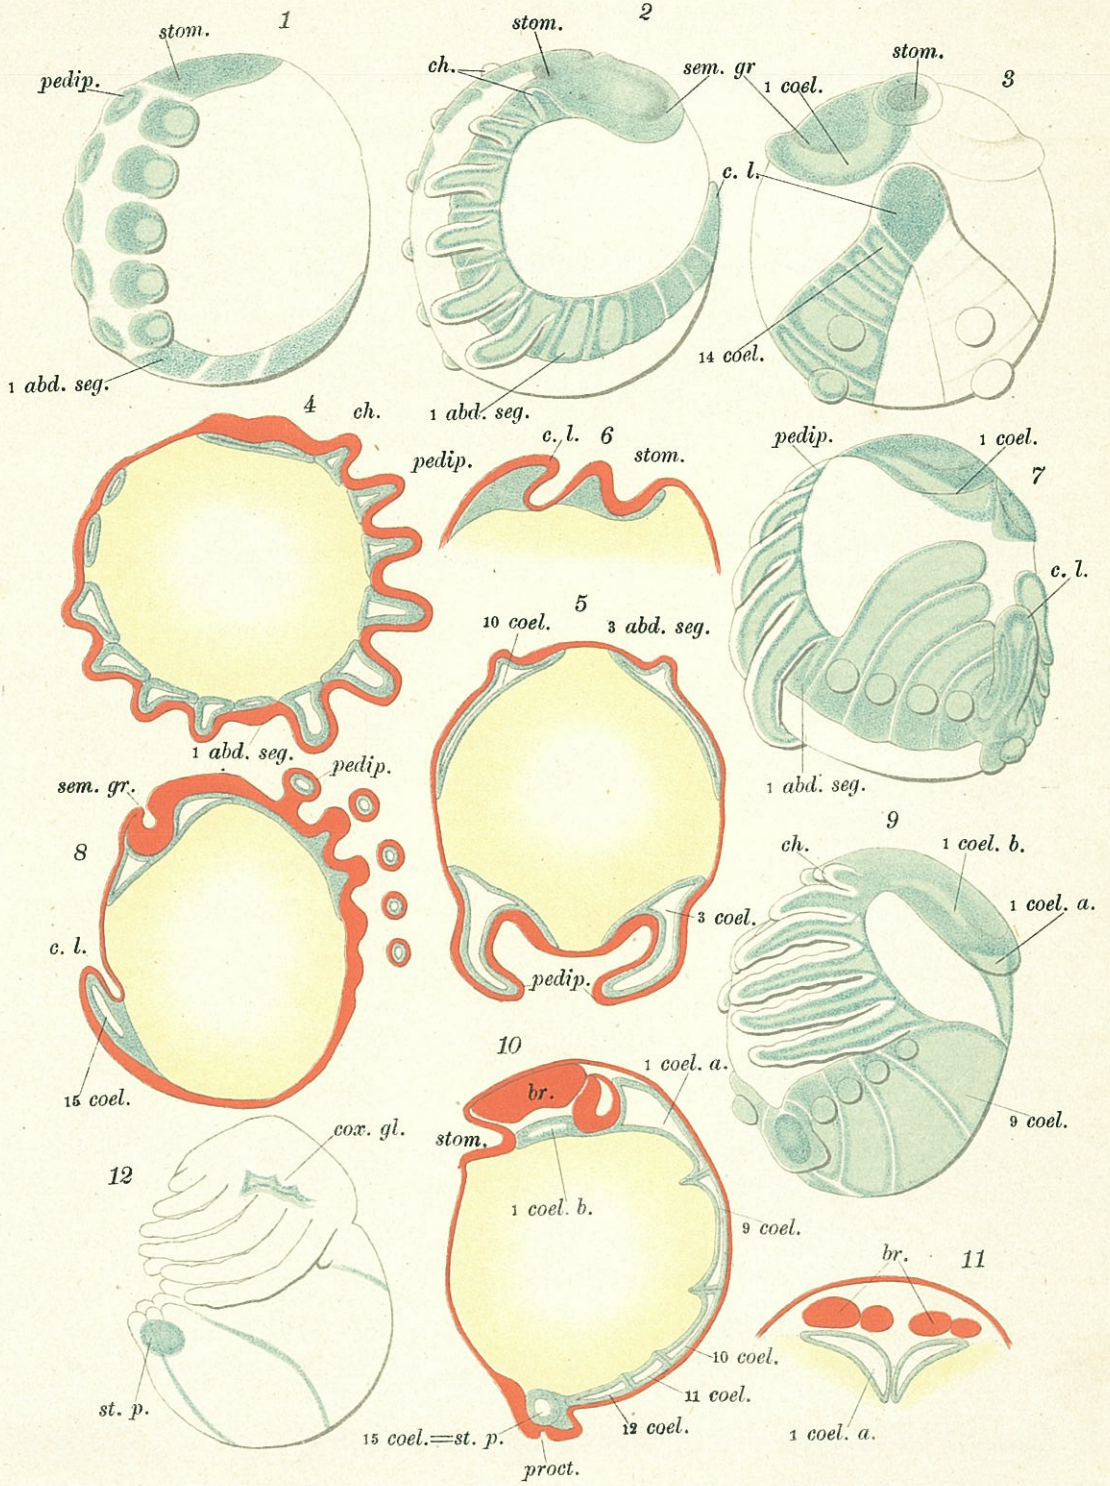 1
stom.
pedip.
1 abd. seg.
2
stom.
ch.
sem. gr
1 abd. seg.
3
stom.
1 coel.
c. l.
14 coel.
4
ch.
1 abd. seg.
6
c. l.
pedip.
stom.
7
pedip.
1 coel.
c. l.
1 abd. seg.
5
10 coel.
3 abd. seg.
3 coel.
pedip.
8
sem. gr.
pedip.
c. l.
15 coel.
9
ch.
1 coel. b.
1 coel. a.
9 coel.
10
1 coel. a.
br.
stom.
1 coel. b.
9 coel.
10 coel.
11 coel.
12 coel.
15 coel.=st. p.
proct.
12
cox. gl.
st. p.
11
br.
1 coel. a.